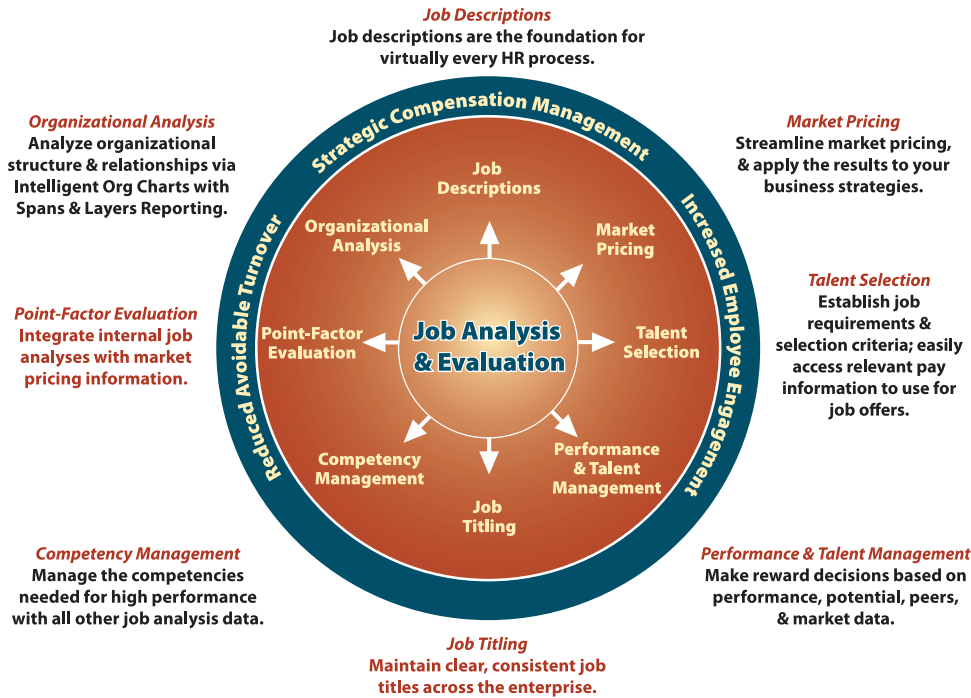 Job Descriptions
Job descriptions are the foundation for
virtually every HR process.
Organizational Analysis
Analyze organizational
structure & relationships via
Intelligent Org Charts with
Spans & Layers Reporting.
Market Pricing
Streamline market pricing,
& apply the results to your
business strategies.
Point-Factor Evaluation
Integrate internal job
analyses with market
pricing information.
Talent Selection
Establish job
requirements &
selection criteria; easily
access relevant pay
information to use for
job offers.
Strategic Compensation Management
Increased Employee Engagement
Reduced Avoidable Turnover
Job
Descriptions
Organizational
Analysis
Market
Pricing
Point-Factor
Evaluation
Job Analysis
& Evaluation
Talent
Selection
Competency
Management
Performance
& Talent
Management
Job
Titling
Competency Management
Manage the competencies
needed for high performance
with all other job analysis data.
Performance & Talent Management
Make reward decisions based on
performance, potential, peers,
& market data.
Job Titling
Maintain clear, consistent job
titles across the enterprise.